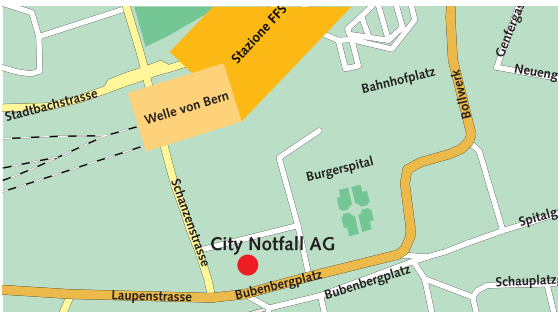 Stazione FFS
Genfergas
Neueng
Bahnhofplatz
Bollwerk
Stadtbachstrasse
Welle von Bern
Burgerspital
Schanzenstrasse
Spitalg
City Notfall AG
Bubenbergplatz
Bubenbergplatz
Schauplatz
Laupenstrasse